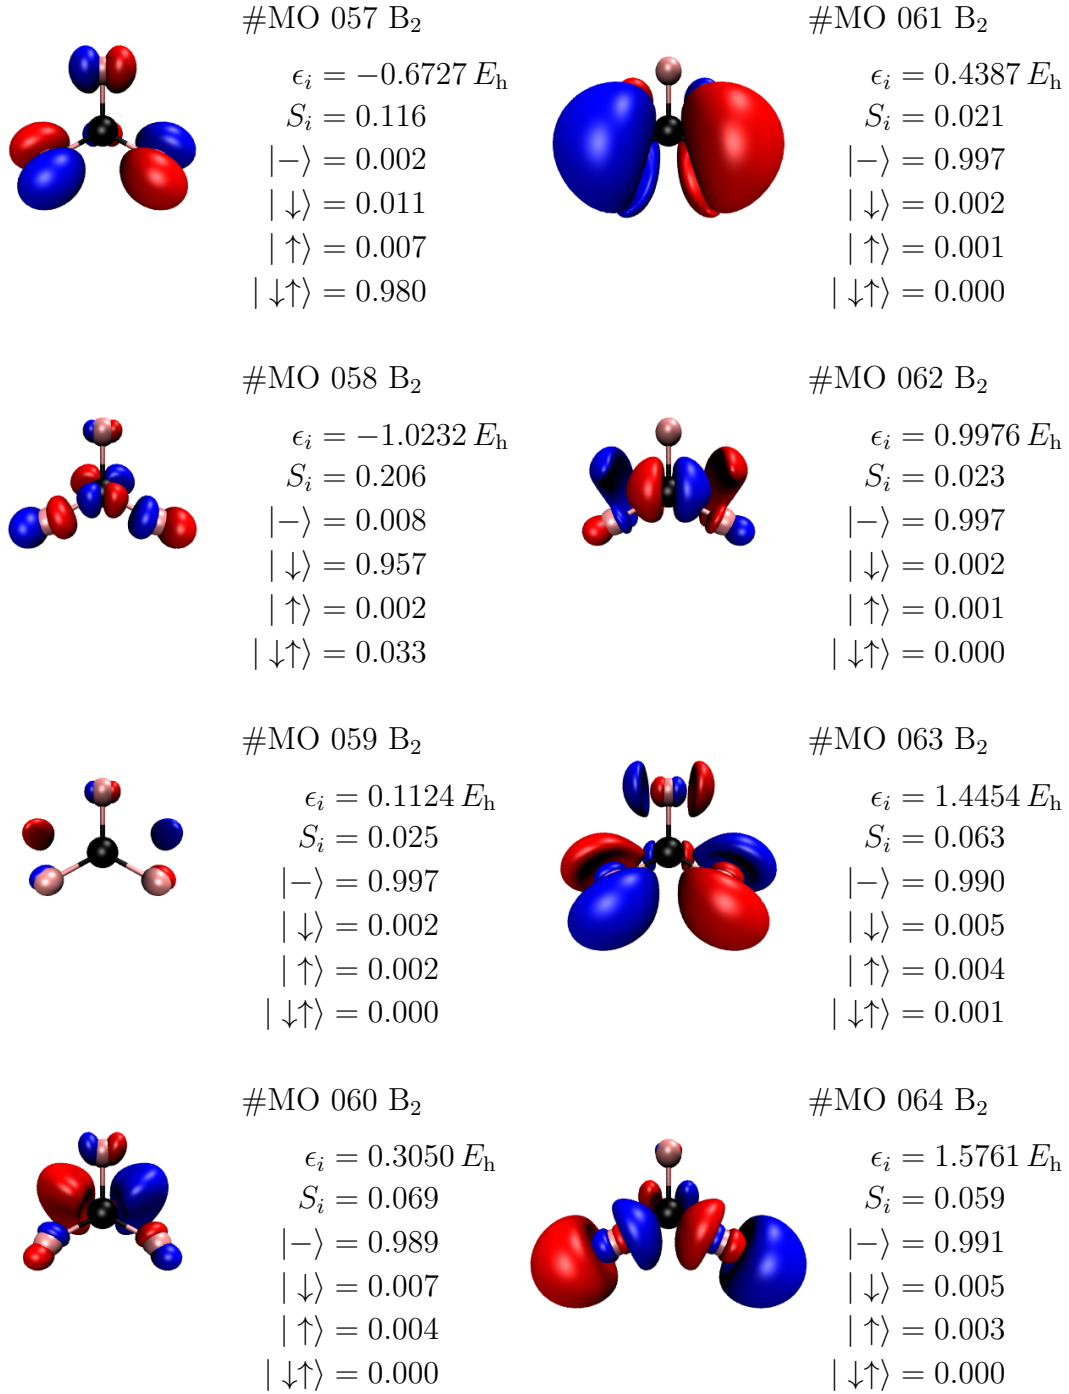 #MO 057 B₂
ϵᵢ = −0.6727 Eₕ
Sᵢ = 0.116
|−⟩ = 0.002
| ↓⟩ = 0.011
| ↑⟩ = 0.007
| ↓↑⟩ = 0.980
#MO 061 B₂
ϵᵢ = 0.4387 Eₕ
Sᵢ = 0.021
|−⟩ = 0.997
| ↓⟩ = 0.002
| ↑⟩ = 0.001
| ↓↑⟩ = 0.000
#MO 058 B₂
ϵᵢ = −1.0232 Eₕ
Sᵢ = 0.206
|−⟩ = 0.008
| ↓⟩ = 0.957
| ↑⟩ = 0.002
| ↓↑⟩ = 0.033
#MO 062 B₂
ϵᵢ = 0.9976 Eₕ
Sᵢ = 0.023
|−⟩ = 0.997
| ↓⟩ = 0.002
| ↑⟩ = 0.001
| ↓↑⟩ = 0.000
#MO 059 B₂
ϵᵢ = 0.1124 Eₕ
Sᵢ = 0.025
|−⟩ = 0.997
| ↓⟩ = 0.002
| ↑⟩ = 0.002
| ↓↑⟩ = 0.000
#MO 063 B₂
ϵᵢ = 1.4454 Eₕ
Sᵢ = 0.063
|−⟩ = 0.990
| ↓⟩ = 0.005
| ↑⟩ = 0.004
| ↓↑⟩ = 0.001
#MO 060 B₂
ϵᵢ = 0.3050 Eₕ
Sᵢ = 0.069
|−⟩ = 0.989
| ↓⟩ = 0.007
| ↑⟩ = 0.004
| ↓↑⟩ = 0.000
#MO 064 B₂
ϵᵢ = 1.5761 Eₕ
Sᵢ = 0.059
|−⟩ = 0.991
| ↓⟩ = 0.005
| ↑⟩ = 0.003
| ↓↑⟩ = 0.000